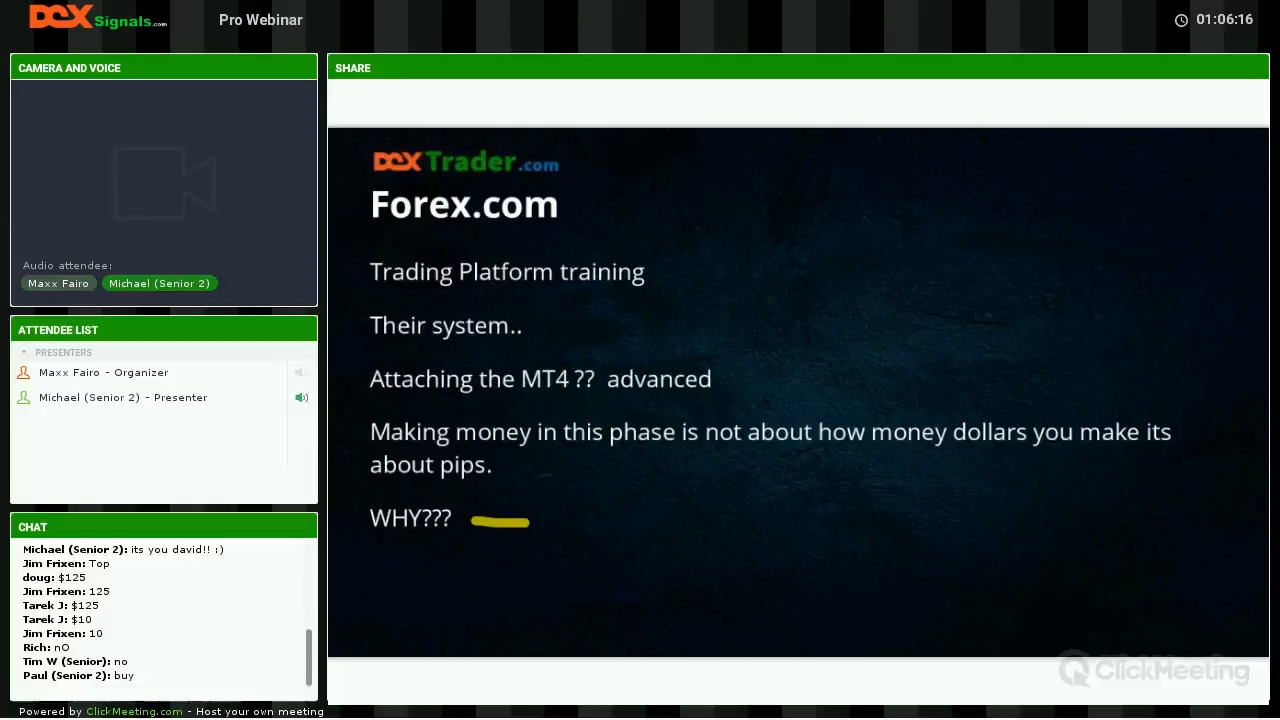 DEX Signals.com
Pro Webinar
01:06:16
CAMERA AND VOICE
Audio attendee:
Maxx Fairo
Michael (Senior 2)
ATTENDEE LIST
PRESENTERS
Maxx Fairo - Organizer
Michael (Senior 2) - Presenter
CHAT
Michael (Senior 2): its you david!! :)
Jim Frixen: Top
doug: $125
Jim Frixen: 125
Tarek J: $125
Tarek J: $10
Jim Frixen: 10
Rich: nO
Tim W (Senior): no
Paul (Senior 2): buy
Powered by ClickMeeting.com - Host your own meeting
SHARE
DEX Trader.com
Forex.com
Trading Platform training
Their system..
Attaching the MT4 ??  advanced
Making money in this phase is not about how money dollars you make its
about pips.
WHY???
ClickMeeting